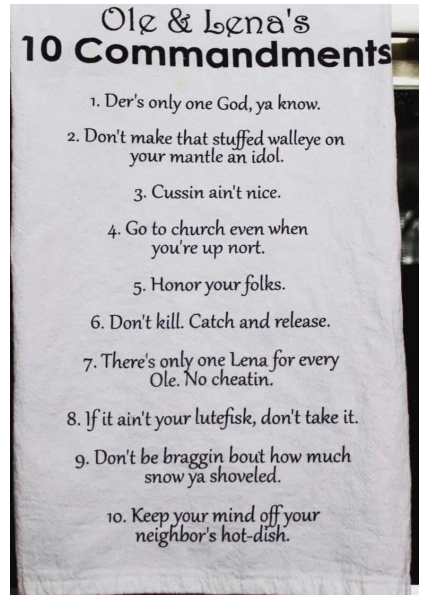 Ole & Lena's
10 Commandments
1. Der's only one God, ya know.
2. Don't make that stuffed walleye on
your mantle an idol.
3. Cussin ain't nice.
4. Go to church even when
you're up nort.
5. Honor your folks.
6. Don't kill. Catch and release.
7. There's only one Lena for every
Ole. No cheatin.
8. If it ain't your lutefisk, don't take it.
9. Don't be braggin bout how much
snow ya shoveled.
10. Keep your mind off your
neighbor's hot-dish.